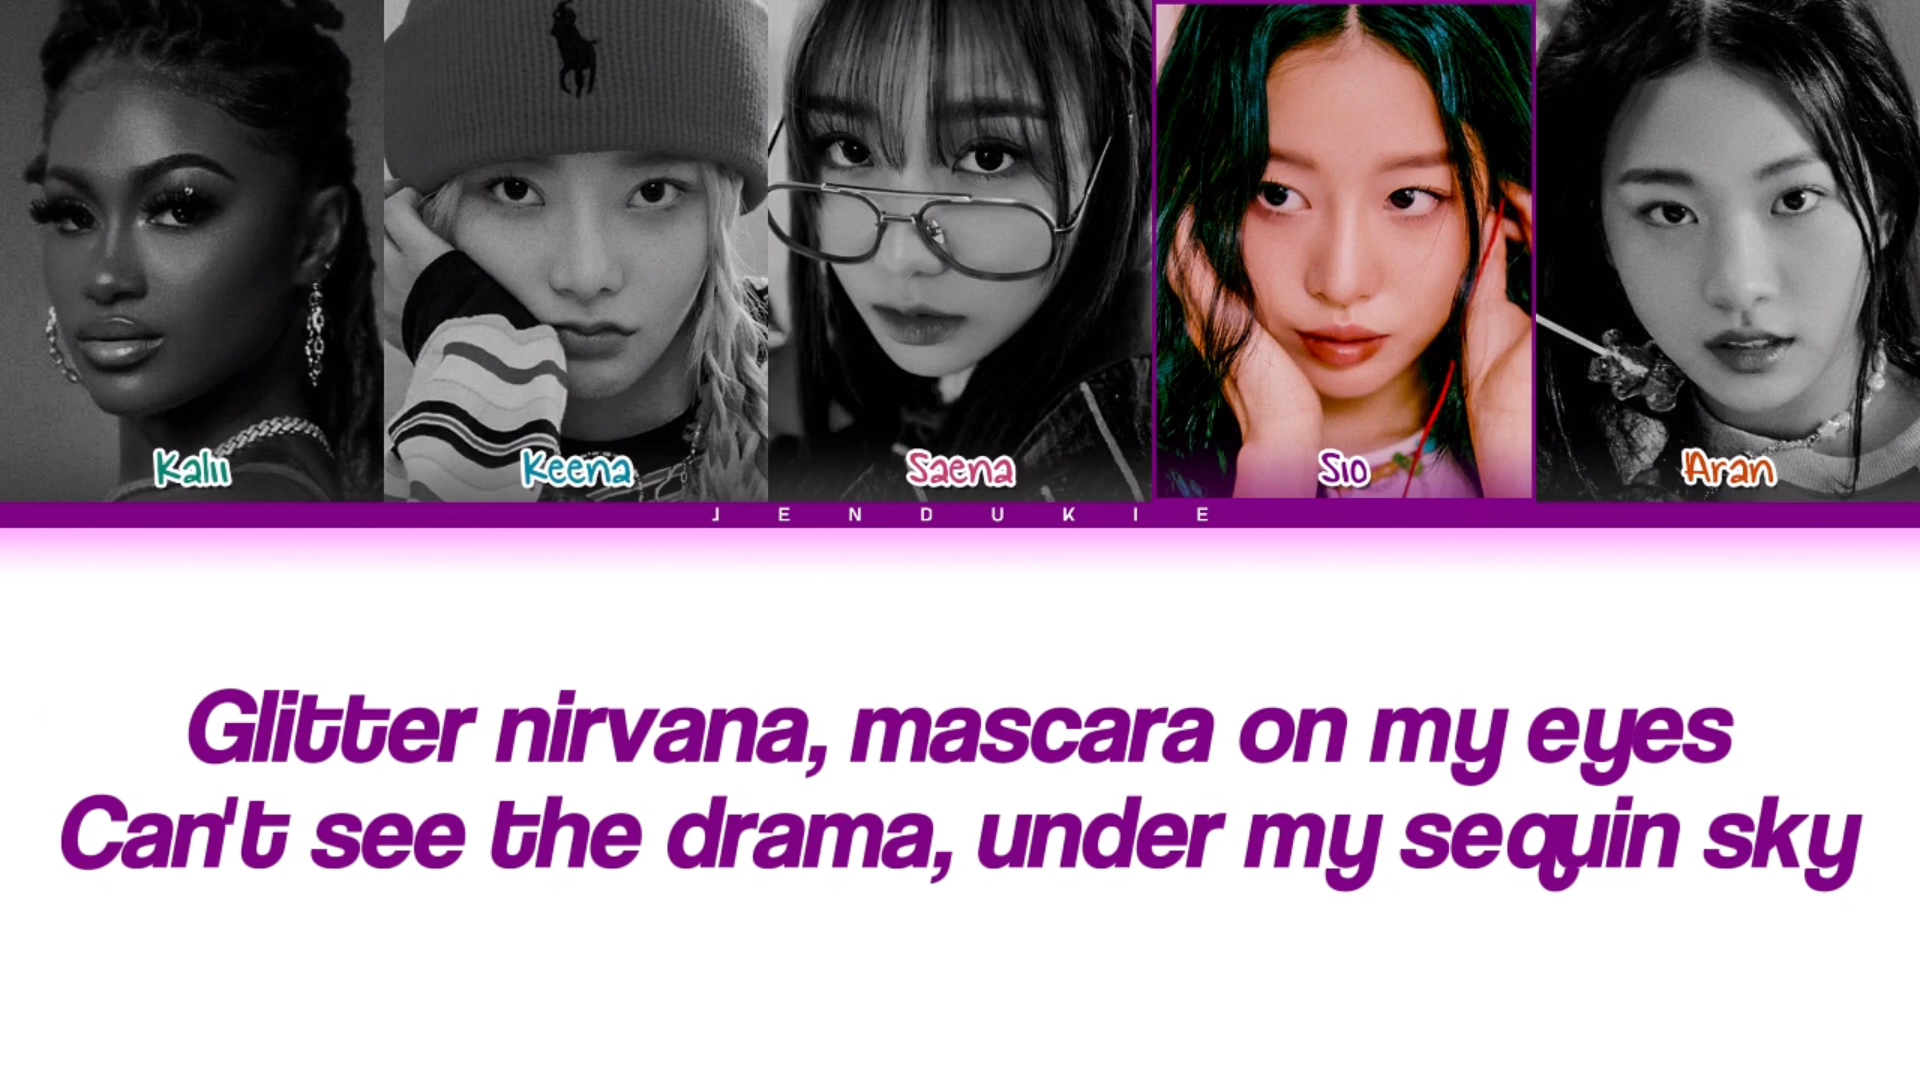 Kalii
Keena
Saena
Sio
Aran
JENDUKIE
Glitter nirvana, mascara on my eyes
Can't see the drama, under my sequin sky